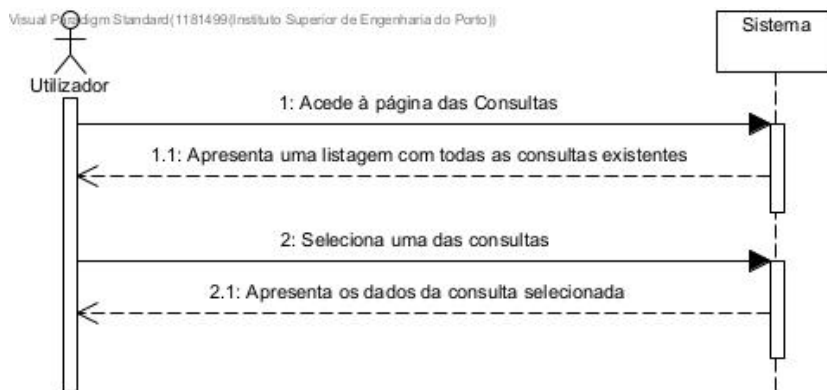 Visual Paradigm Standard(1181499(Instituto Superior de Engenharia do Porto))
Sistema
Utilizador
1: Acede à página das Consultas
1.1: Apresenta uma listagem com todas as consultas existentes
2: Seleciona uma das consultas
2.1: Apresenta os dados da consulta selecionada